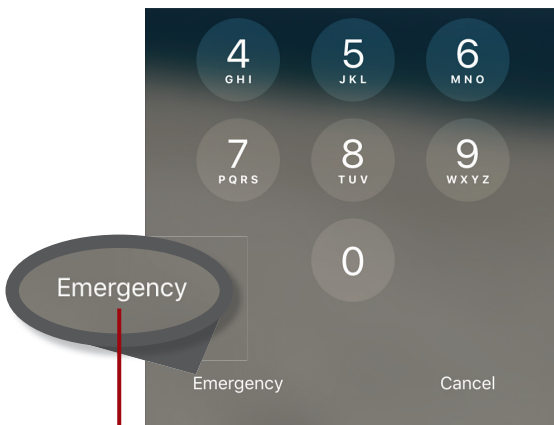 4 5 6
GHI JKL MNO
7 8 9
PQRS TUV WXYZ
0
Emergency
Emergency Cancel